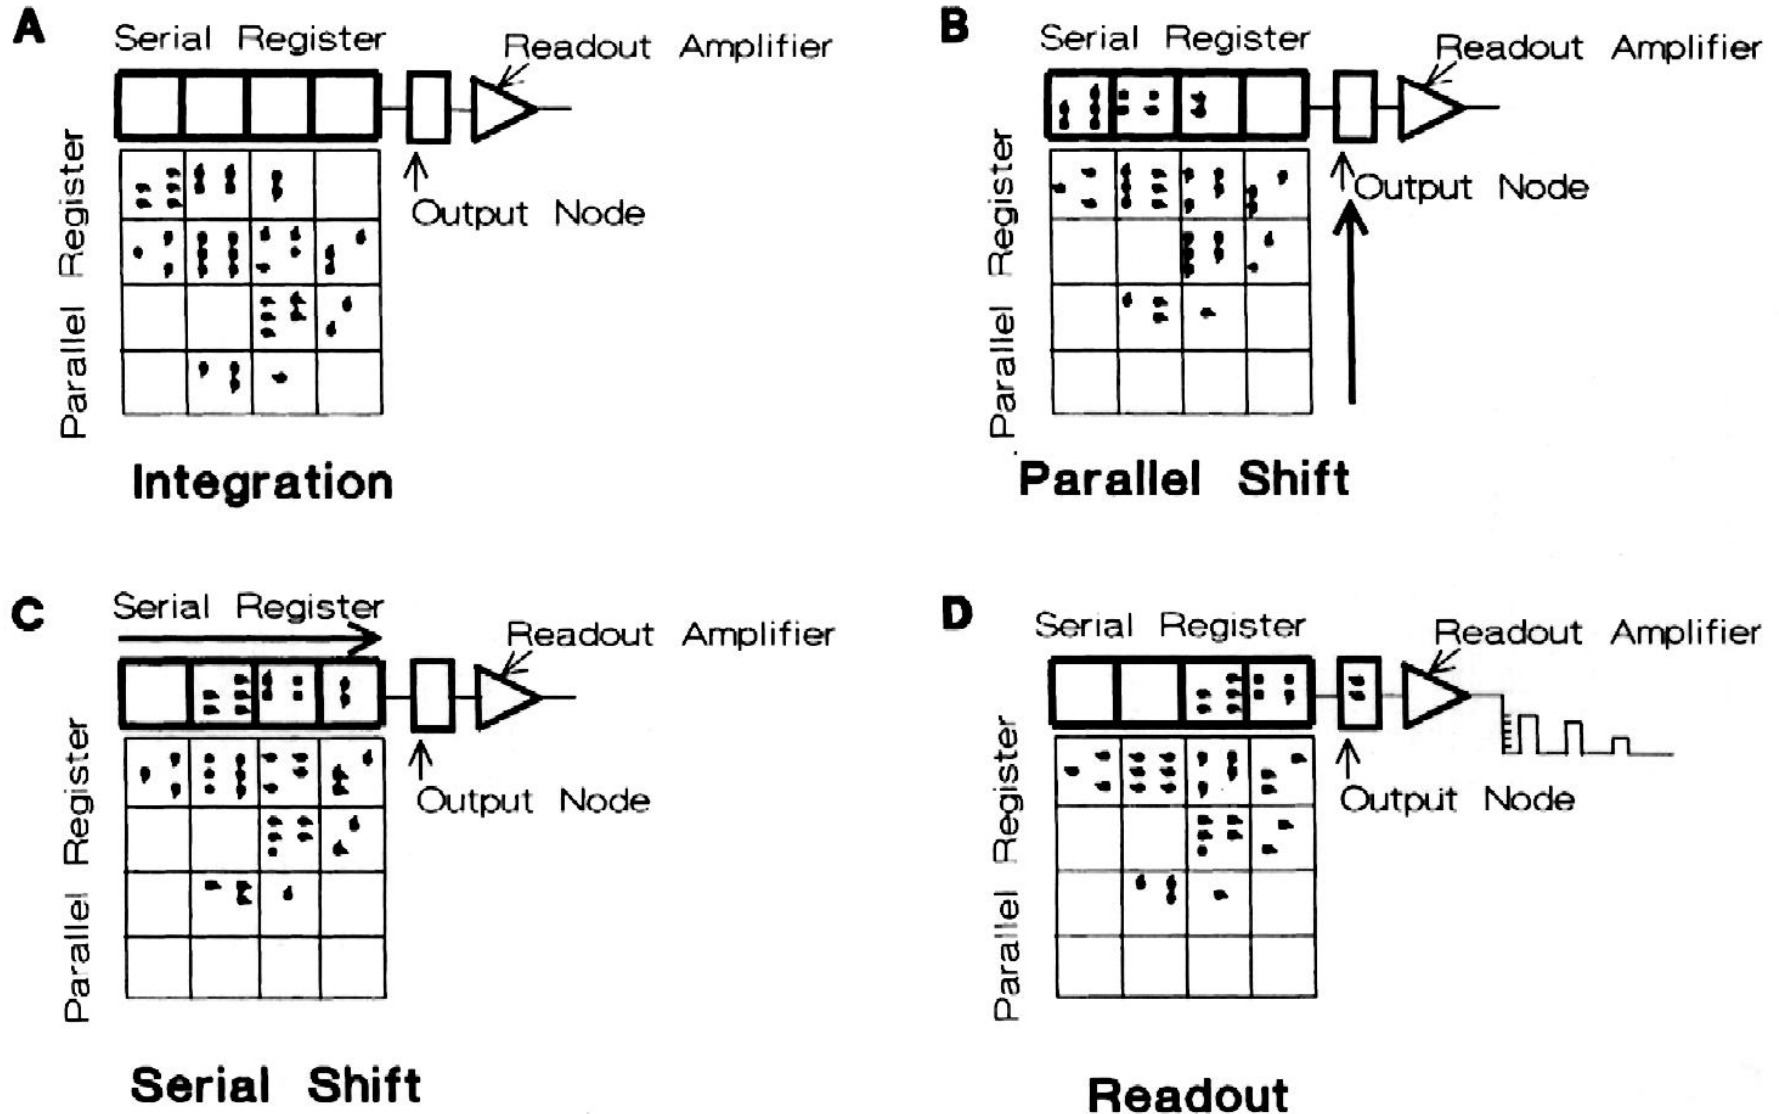 A
Serial Register
Readout Amplifier
Parallel Register
Output Node
Integration
B
Serial Register
Readout Amplifier
Parallel Register
Output Node
Parallel Shift
C
Serial Register
Readout Amplifier
Parallel Register
Output Node
Serial Shift
D
Serial Register
Readout Amplifier
Parallel Register
Output Node
Readout